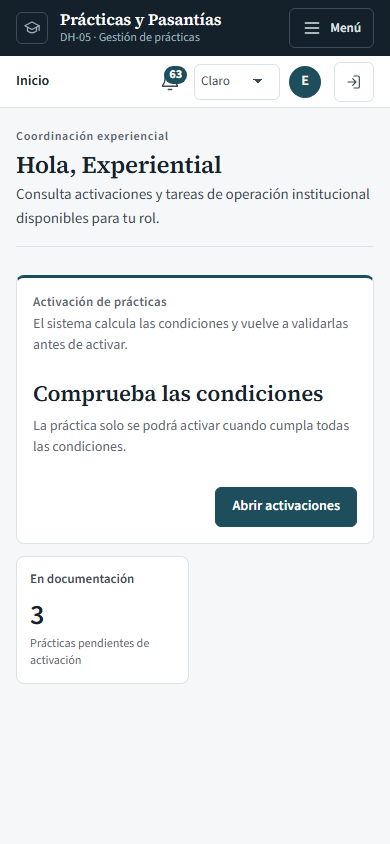 Prácticas y Pasantías
DH-05 · Gestión de prácticas
Menú
Inicio
63
Claro
E
Coordinación experiencial
Hola, Experiential
Consulta activaciones y tareas de operación institucional
disponibles para tu rol.
Activación de prácticas
El sistema calcula las condiciones y vuelve a validarlas
antes de activar.
Comprueba las condiciones
La práctica solo se podrá activar cuando cumpla todas
las condiciones.
Abrir activaciones
En documentación
3
Prácticas pendientes de
activación